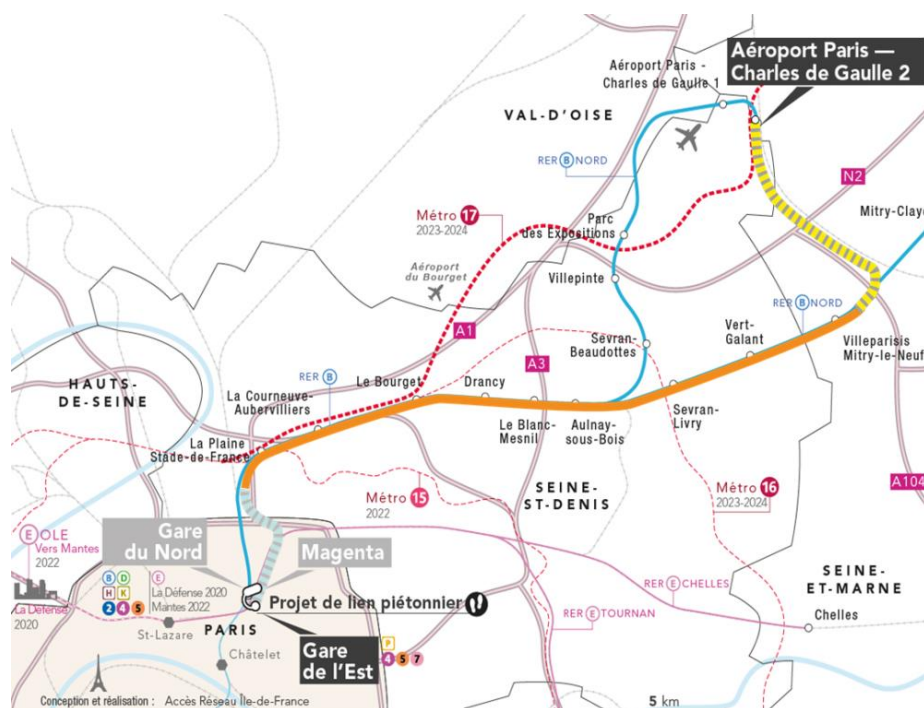 Aéroport Paris —
Charles de Gaulle 2
Aéroport Paris -
Charles de Gaulle 1
VAL-D'OISE
RER B NORD
N2
Métro 17
2023-2024
Parc
des Expositions
Mitry-Clay
Aéroport
du Bourget
Villepinte
RER B NORD
A1
Sevran-
Beaudottes
Vert-
Galant
Villeparisis
Mitry-le-Neuf
A3
HAUTS-
DE-SEINE
RER B
Le Bourget
Drancy
La Courneuve-
Aubervilliers
Le Blanc-
Mesnil
Aulnay-
sous-Bois
Sevran-
Livry
La Plaine
Stade-de-France
A104
Métro 15
2022
SEINE-
ST-DENIS
Métro 16
2023-2024
E OLE
Vers Mantes
2022
Gare
du Nord
Magenta
SEINE-
ET-MARNE
B D E
H K
2 4 5
La Défense 2020
Mantes 2022
RER E CHELLES
La Défense
2020
Projet de lien piétonnier
RER E TOURNAN
Chelles
St-Lazare
PARIS
Gare
de l'Est
P
4 5 7
Châtelet
Conception et réalisation : Accès Réseau Île-de-France
5 km